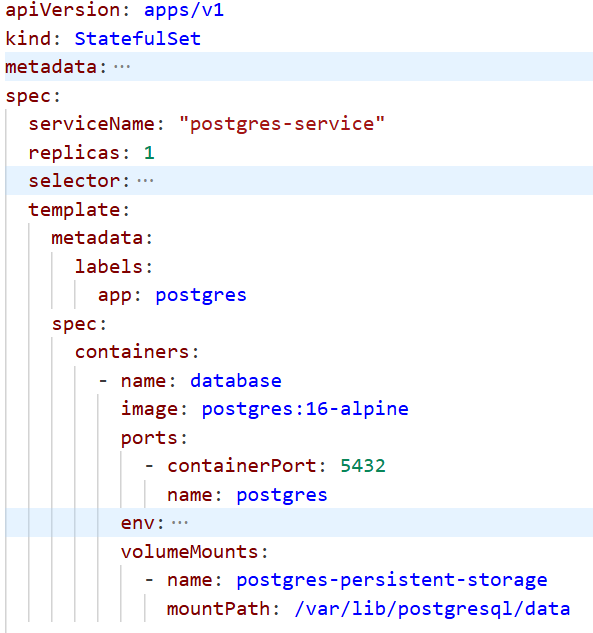 apiVersion: apps/v1
kind: StatefulSet
metadata:···
spec:
  serviceName: "postgres-service"
  replicas: 1
  selector:···
  template:
    metadata:
      labels:
        app: postgres
    spec:
      containers:
        - name: database
          image: postgres:16-alpine
          ports:
            - containerPort: 5432
              name: postgres
          env:···
          volumeMounts:
            - name: postgres-persistent-storage
              mountPath: /var/lib/postgresql/data